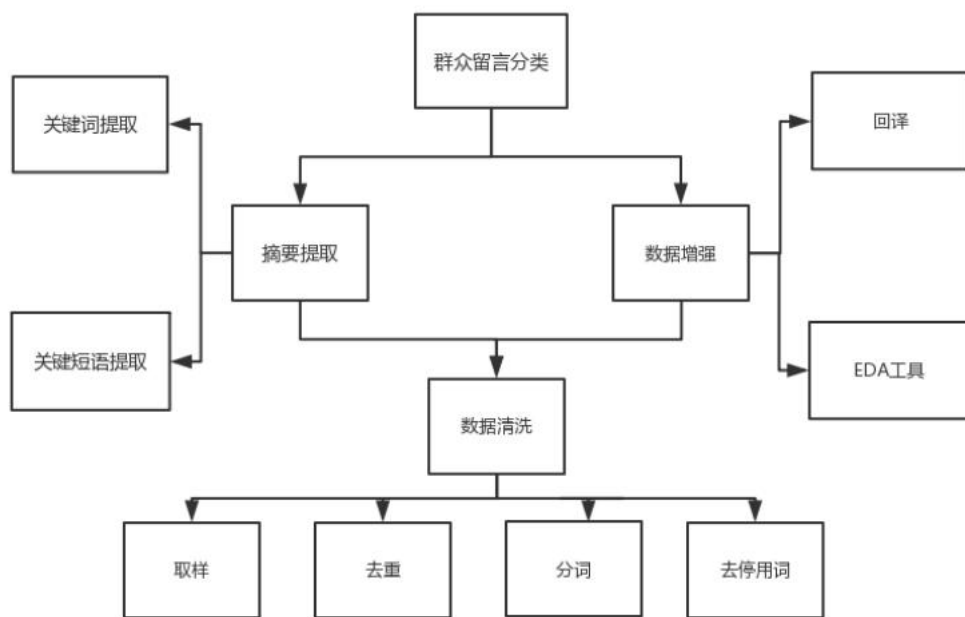 群众留言分类
关键词提取
回译
摘要提取
数据增强
关键短语提取
EDA工具
数据清洗
取样
去重
分词
去停用词